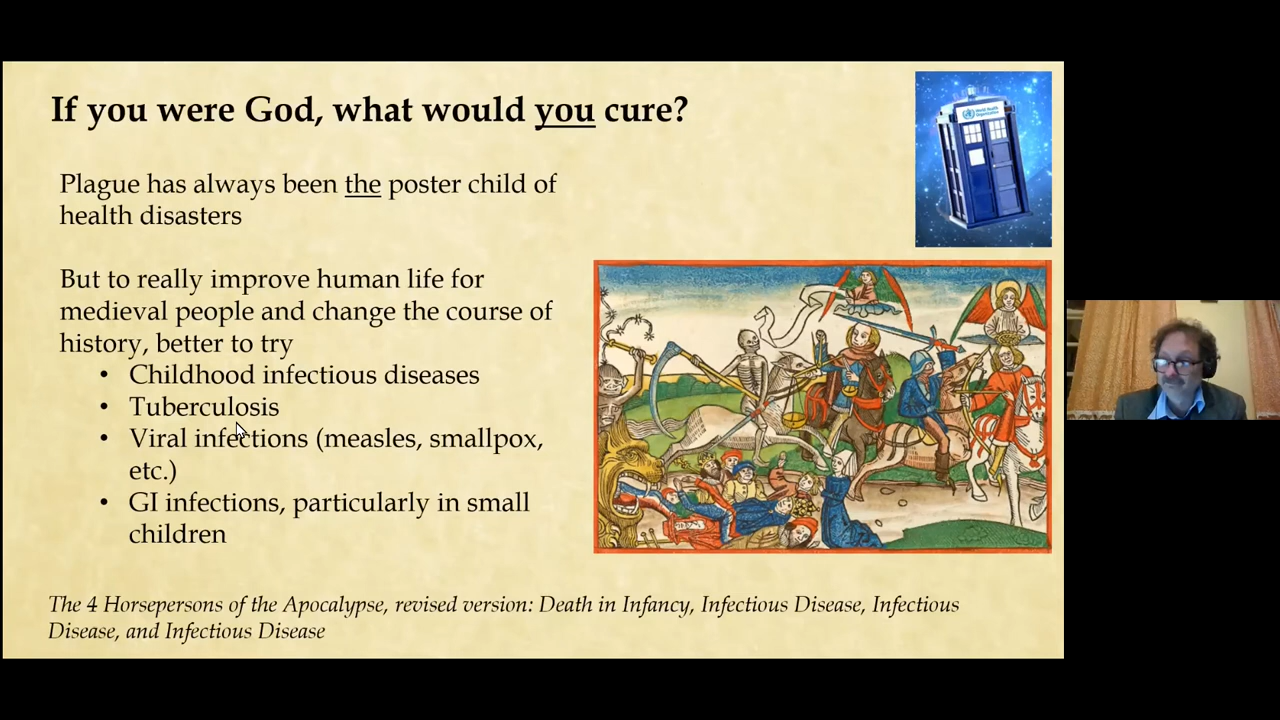 If you were God, what would you cure?
World Health
Organization
Plague has always been the poster child of
health disasters
But to really improve human life for
medieval people and change the course of
history, better to try
• Childhood infectious diseases
• Tuberculosis
• Viral infections (measles, smallpox,
etc.)
• GI infections, particularly in small
children
The 4 Horsepersons of the Apocalypse, revised version: Death in Infancy, Infectious Disease, Infectious
Disease, and Infectious Disease